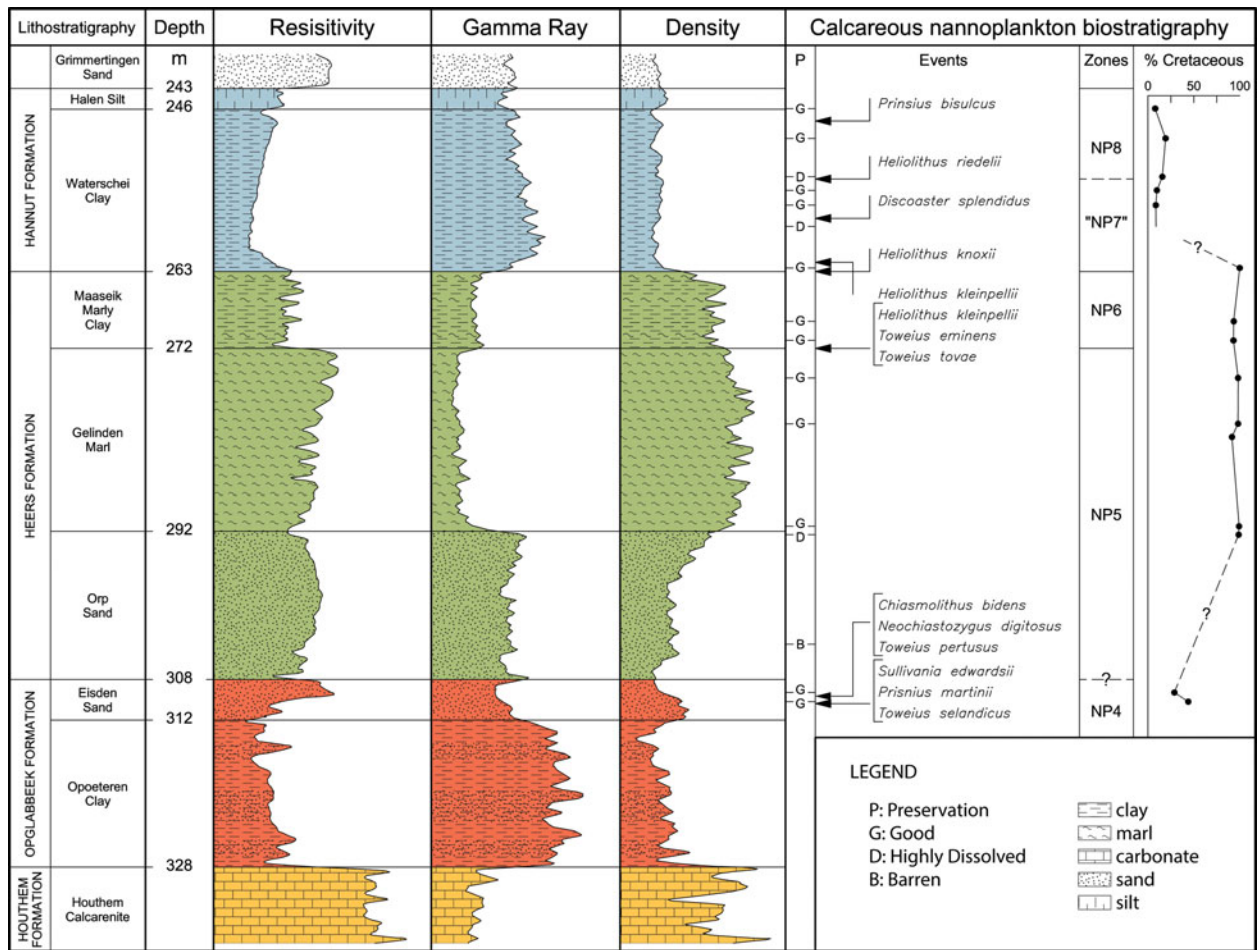 Lithostratigraphy
Depth
Resisitivity
Gamma Ray
Density
Calcareous nannoplankton biostratigraphy
m
P
Events
Zones
% Cretaceous
0
50
100
Grimmertingen
Sand
243
HANNUT FORMATION
Halen Silt
246
Waterschei
Clay
263
HEERS FORMATION
Maaseik
Marly
Clay
272
Gelinden
Marl
292
Orp
Sand
308
OPGLABBEEK FORMATION
Eisden
Sand
312
Opoeteren
Clay
328
HOUTHEM
FORMATION
Houthem
Calcarenite
G
G
D
G
G
D
G
G
G
G
G
G
D
B
G
G
Prinsius bisulcus
Heliolithus riedelii
Discoaster splendidus
Heliolithus knoxii
Heliolithus kleinpellii
Heliolithus kleinpellii
Toweius eminens
Toweius tovae
Chiasmolithus bidens
Neochiastozygus digitosus
Toweius pertusus
Sullivania edwardsii
Prisnius martinii
Toweius selandicus
NP8
"NP7"
NP6
NP5
?
NP4
?
?
LEGEND
P: Preservation
G: Good
D: Highly Dissolved
B: Barren
clay
marl
carbonate
sand
silt